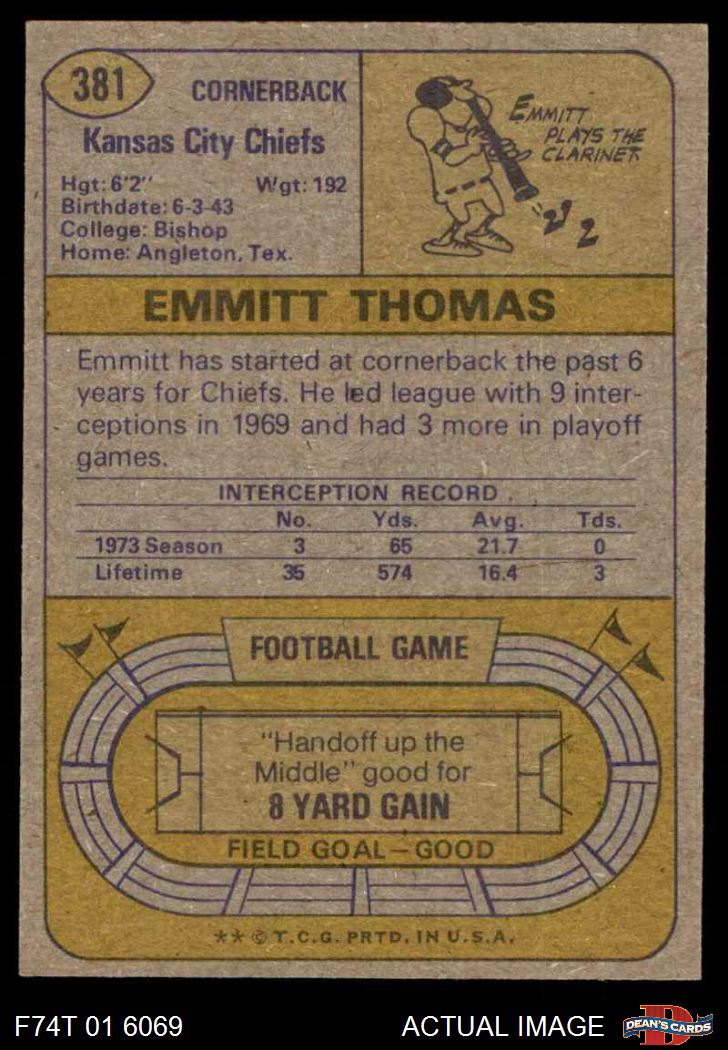 381
CORNERBACK
Kansas City Chiefs
Hgt: 6'2" Wgt: 192
Birthdate: 6-3-43
College: Bishop
Home: Angleton, Tex.
EMMITT
PLAYS THE
CLARINET
EMMITT THOMAS
Emmitt has started at cornerback the past 6
years for Chiefs. He led league with 9 inter-
ceptions in 1969 and had 3 more in playoff
games.
INTERCEPTION RECORD
No. Yds. Avg. Tds.
1973 Season 3 65 21.7 0
Lifetime 35 574 16.4 3
FOOTBALL GAME
"Handoff up the
Middle" good for
8 YARD GAIN
FIELD GOAL—GOOD
** © T.C.G. PRTD. IN U.S.A.
F74T 01 6069 ACTUAL IMAGE
D
DEAN'S CARDS